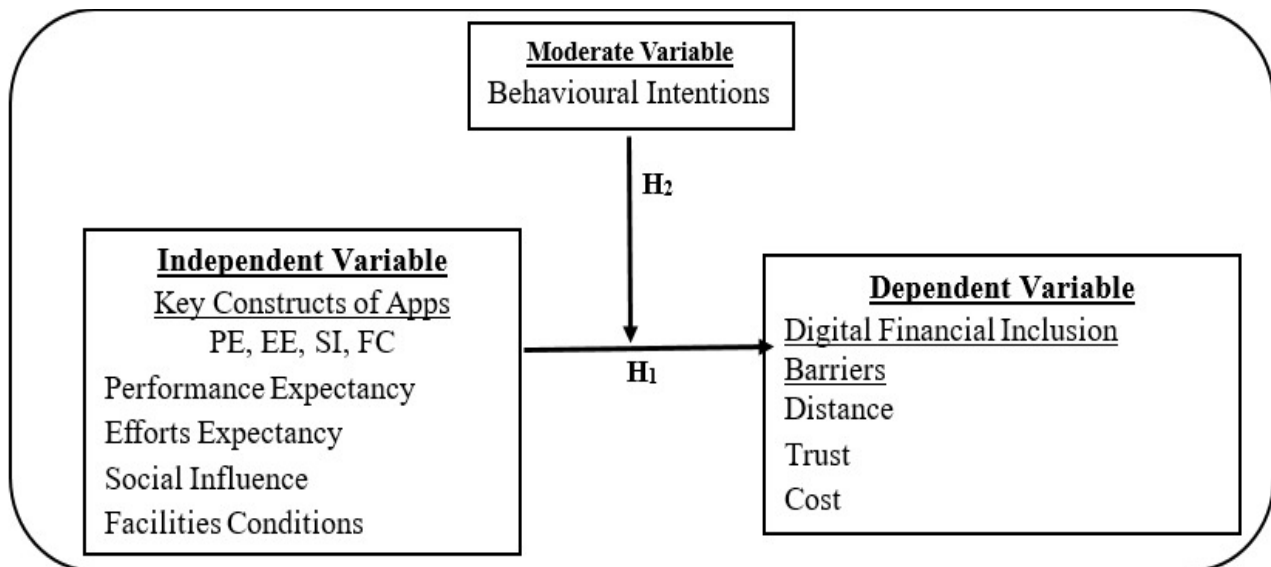 Moderate Variable
Behavioural Intentions
H2
Independent Variable
Key Constructs of Apps
PE, EE, SI, FC
Performance Expectancy
Efforts Expectancy
Social Influence
Facilities Conditions
H1
Dependent Variable
Digital Financial Inclusion
Barriers
Distance
Trust
Cost